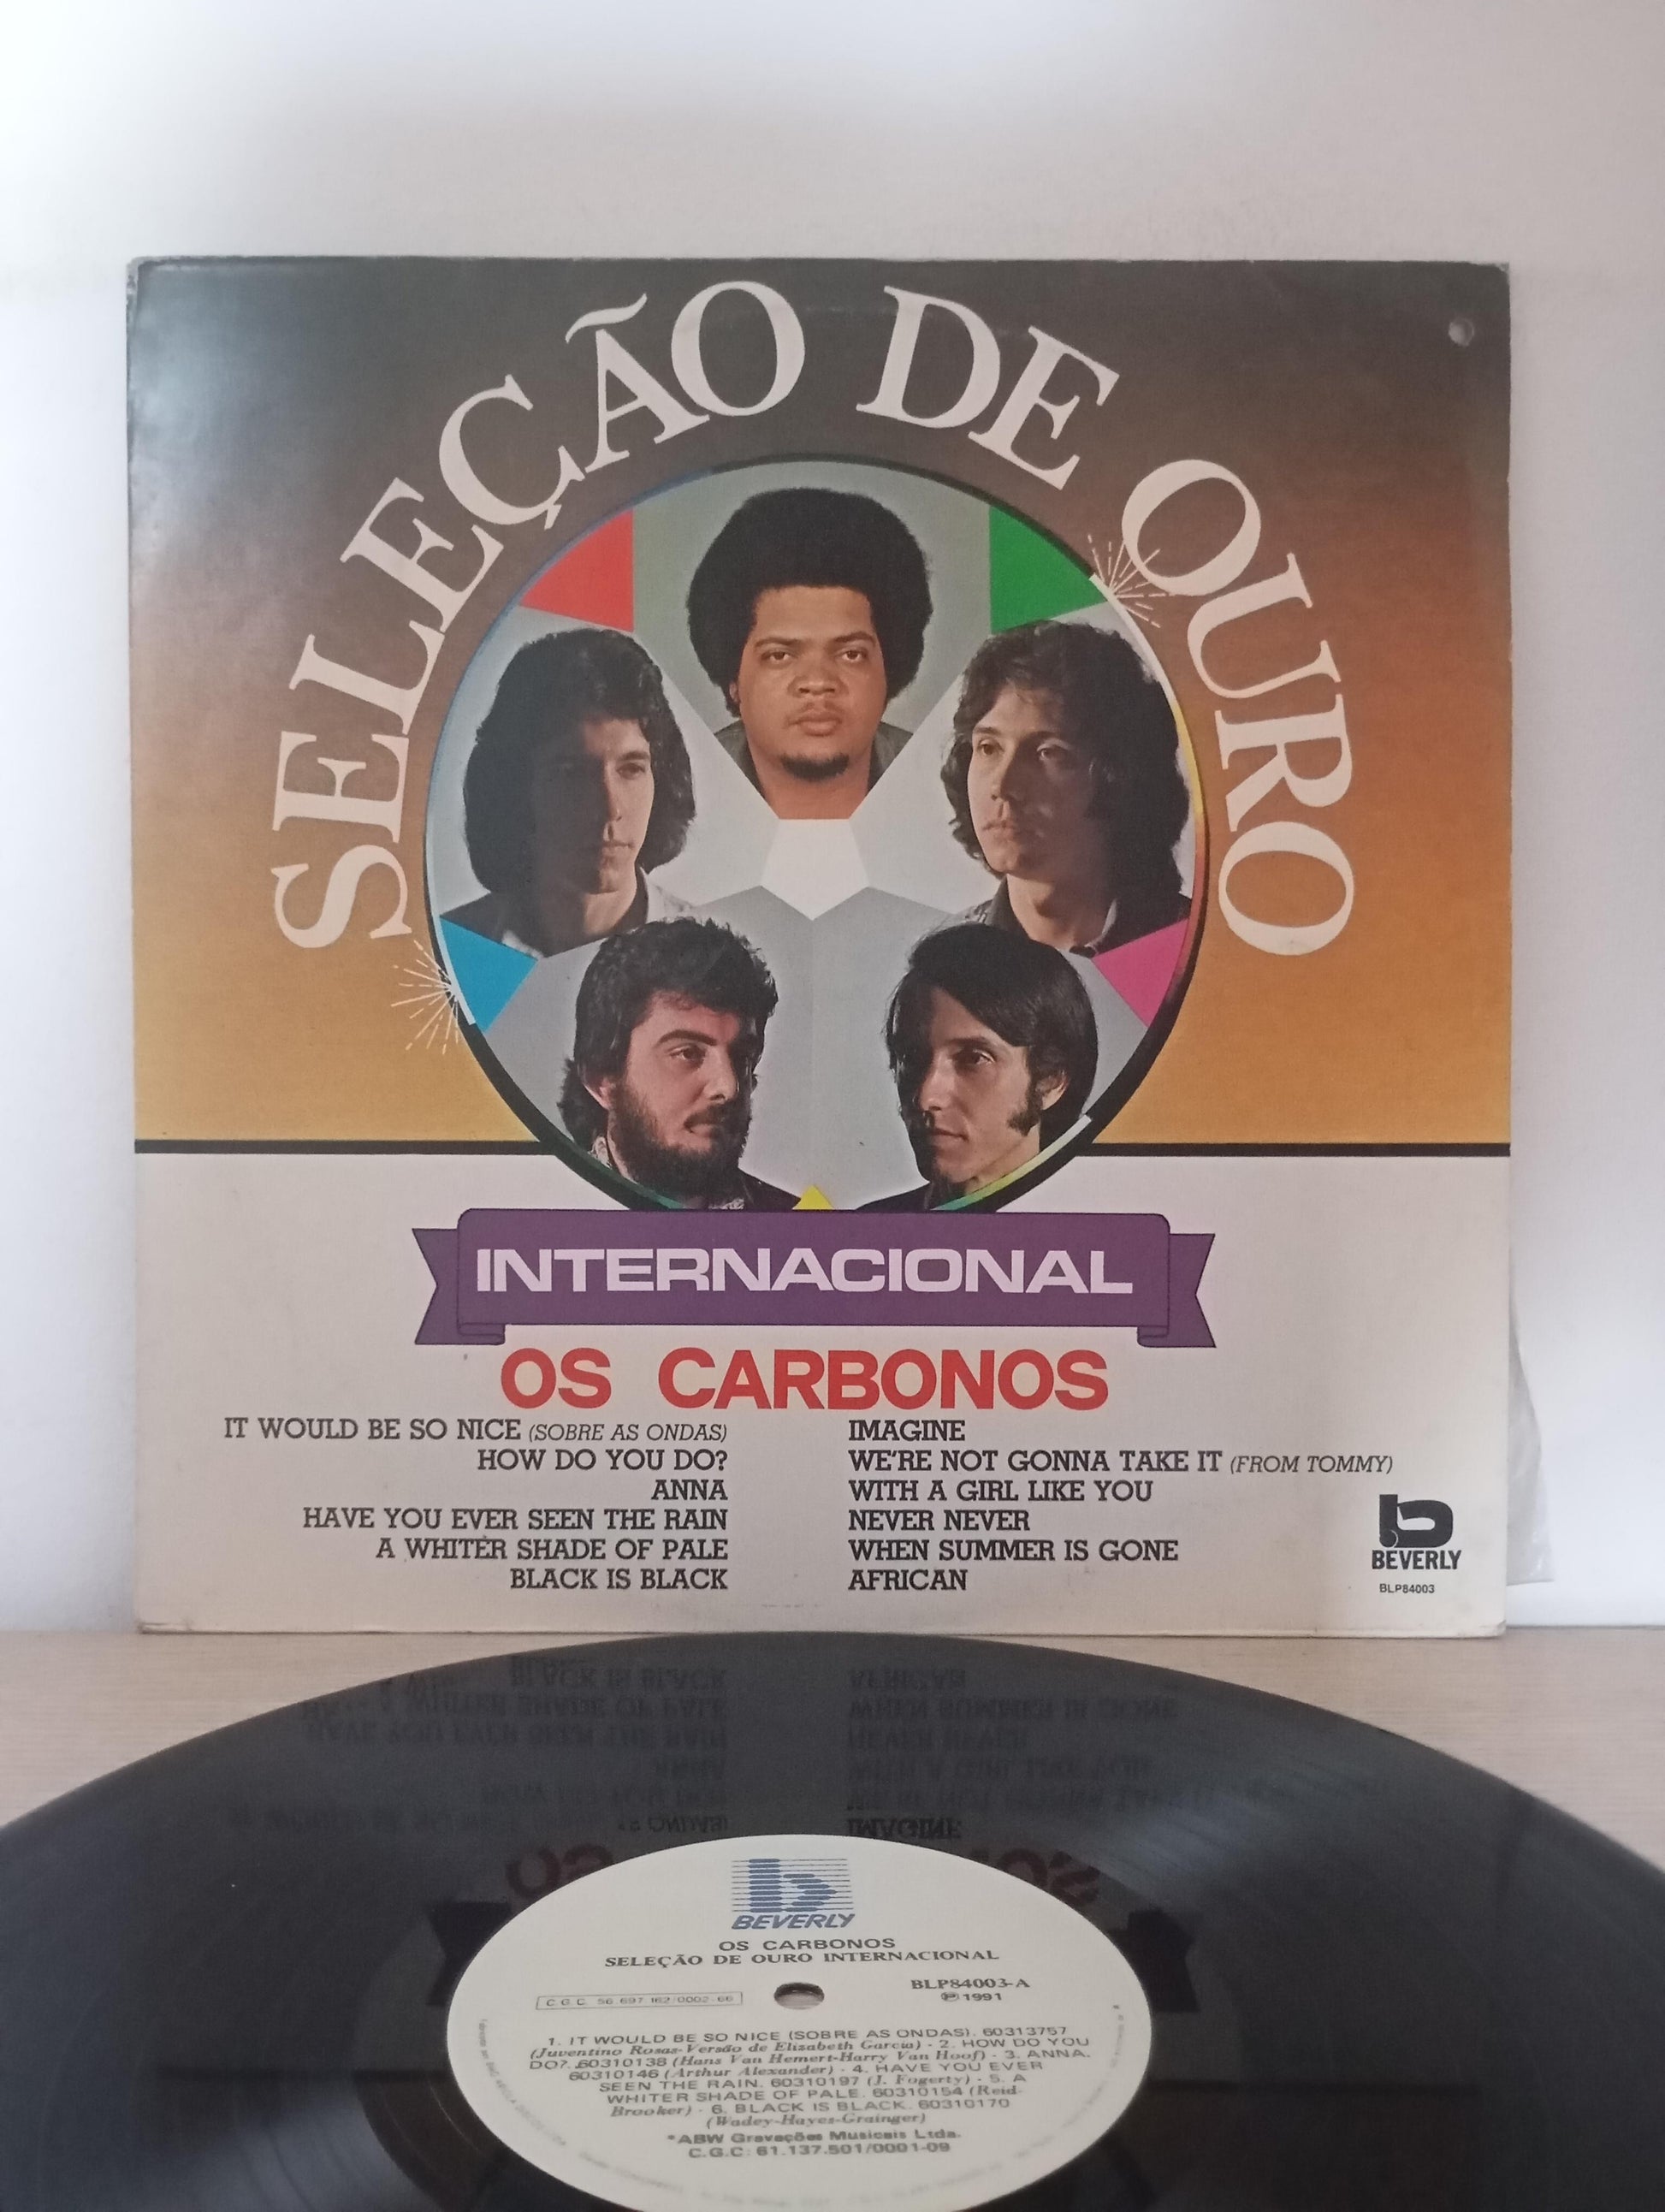 SELEÇÃO DE OURO
INTERNACIONAL
OS CARBONOS
IT WOULD BE SO NICE (SOBRE AS ONDAS)
HOW DO YOU DO?
ANNA
HAVE YOU EVER SEEN THE RAIN
A WHITER SHADE OF PALE
BLACK IS BLACK
IMAGINE
WE'RE NOT GONNA TAKE IT (FROM TOMMY)
WITH A GIRL LIKE YOU
NEVER NEVER
WHEN SUMMER IS GONE
AFRICAN
b
BEVERLY
BLP84003
b
BEVERLY
OS CARBONOS
SELEÇÃO DE OURO INTERNACIONAL
BLP84003-A
C.G.C. 56.697.162/0002-66
℗ 1991
1. IT WOULD BE SO NICE (SOBRE AS ONDAS). 60313757
(Juventino Rosas-Versão de Elizabeth Garcia) - 2. HOW DO YOU
DO?. 60310138 (Hans Van Hemert-Harry Van Hoof) - 3. ANNA.
60310146 (Arthur Alexander) - 4. HAVE YOU EVER
SEEN THE RAIN. 60310197 (J. Fogerty) - 5. A
WHITER SHADE OF PALE. 60310154 (Reid-
Brooker) - 6. BLACK IS BLACK. 60310170
(Wadey-Hayes-Grainger)
*ABW Gravações Musicais Ltda.
C.G.C: 61.137.501/0001-09